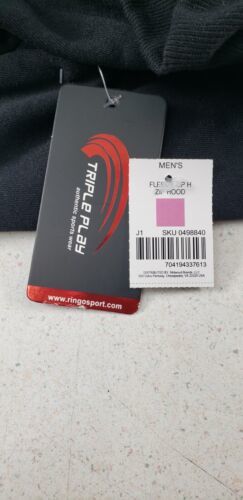 TRIPLE PLAY
authentic sports wear
www.ringosport.com
MEN'S
ZIP HOOD
J1 SKU 0498840
704194337613